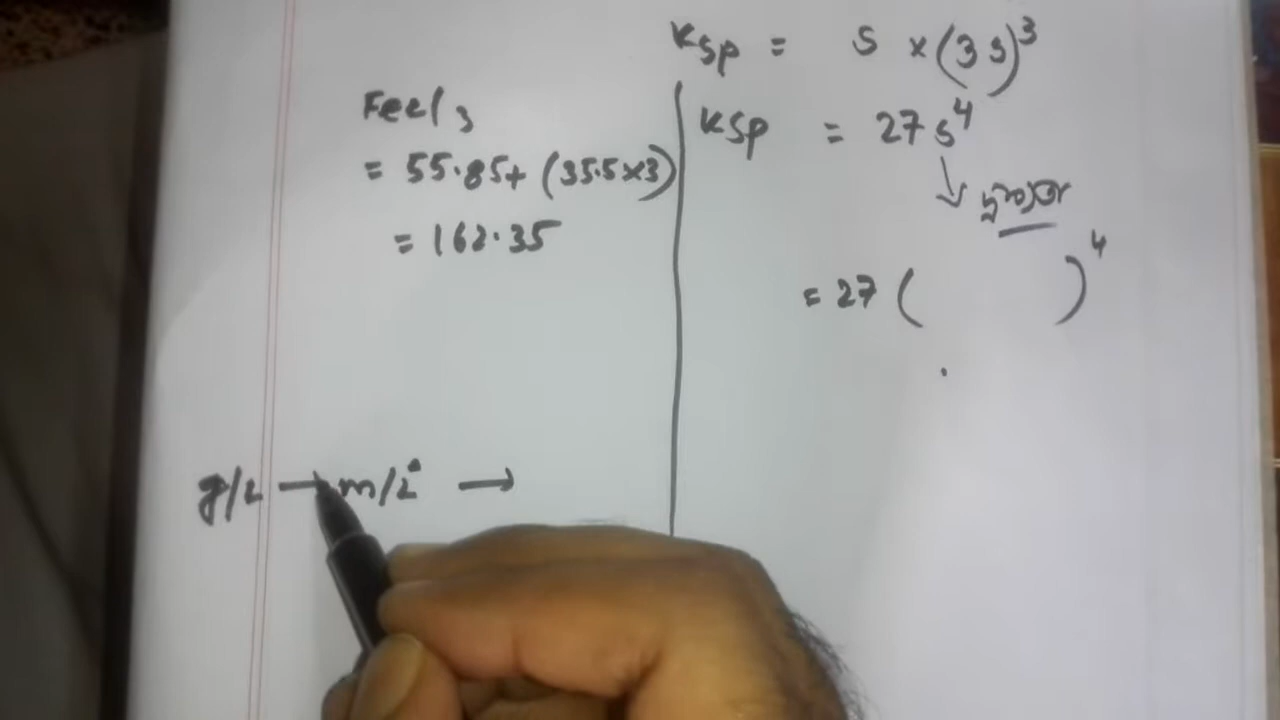 Ksp = s × (3s)³
FeCl₃
= 55.85+ (35.5×3)
= 162.35
Ksp = 27 s⁴
↓
= 27 (      )⁴
g/L → m/L →